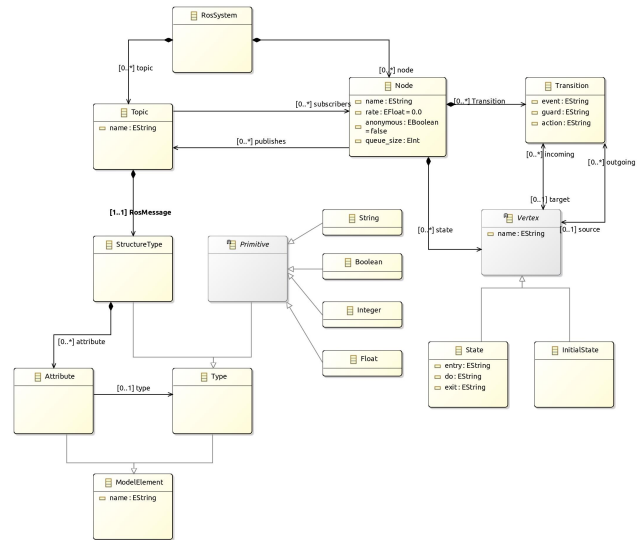 RosSystem
[0..*] topic
[0..*] node
Topic
name : EString
[0..*] subscribers
[0..*] publishes
Node
name : EString
rate : EFloat = 0.0
anonymous : EBoolean
= false
queue_size : EInt
[0..*] Transition
Transition
event : EString
guard : EString
action : EString
[0..*] incoming
[0..*] outgoing
[1..1] RosMessage
[0..1] target
[0..1] source
[0..*] state
Vertex
name : EString
StructureType
Primitive
String
Boolean
Integer
Float
[0..*] attribute
Attribute
[0..1] type
Type
State
entry : EString
do : EString
exit : EString
InitialState
ModelElement
name : EString